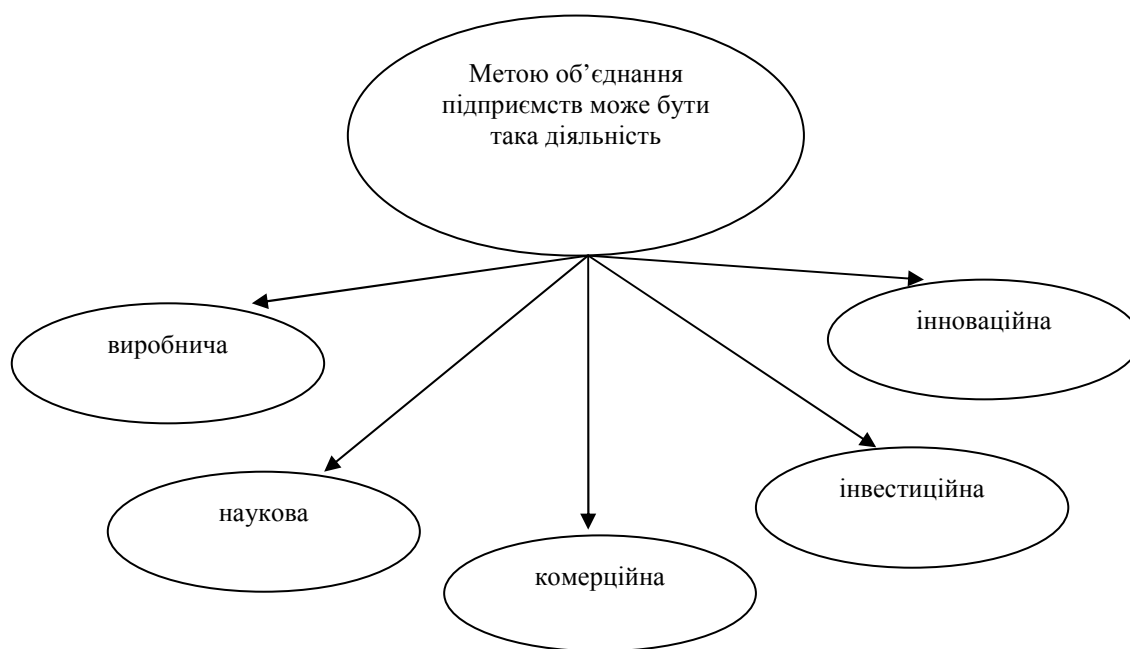 Метою об’єднання
підприємств може бути
така діяльність
інноваційна
виробнича
інвестиційна
наукова
комерційна